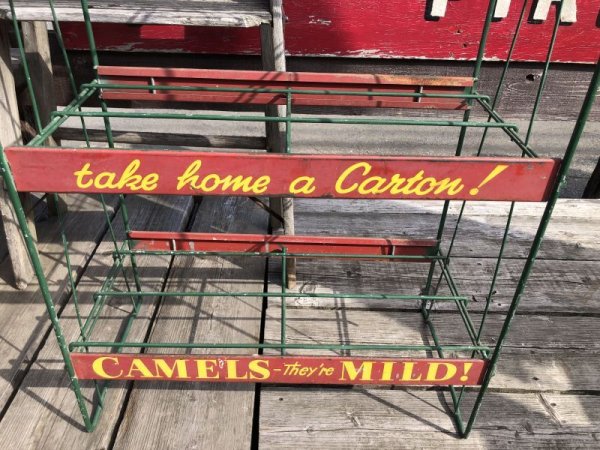 take home a Carton!
CAMELS - They're MILD!